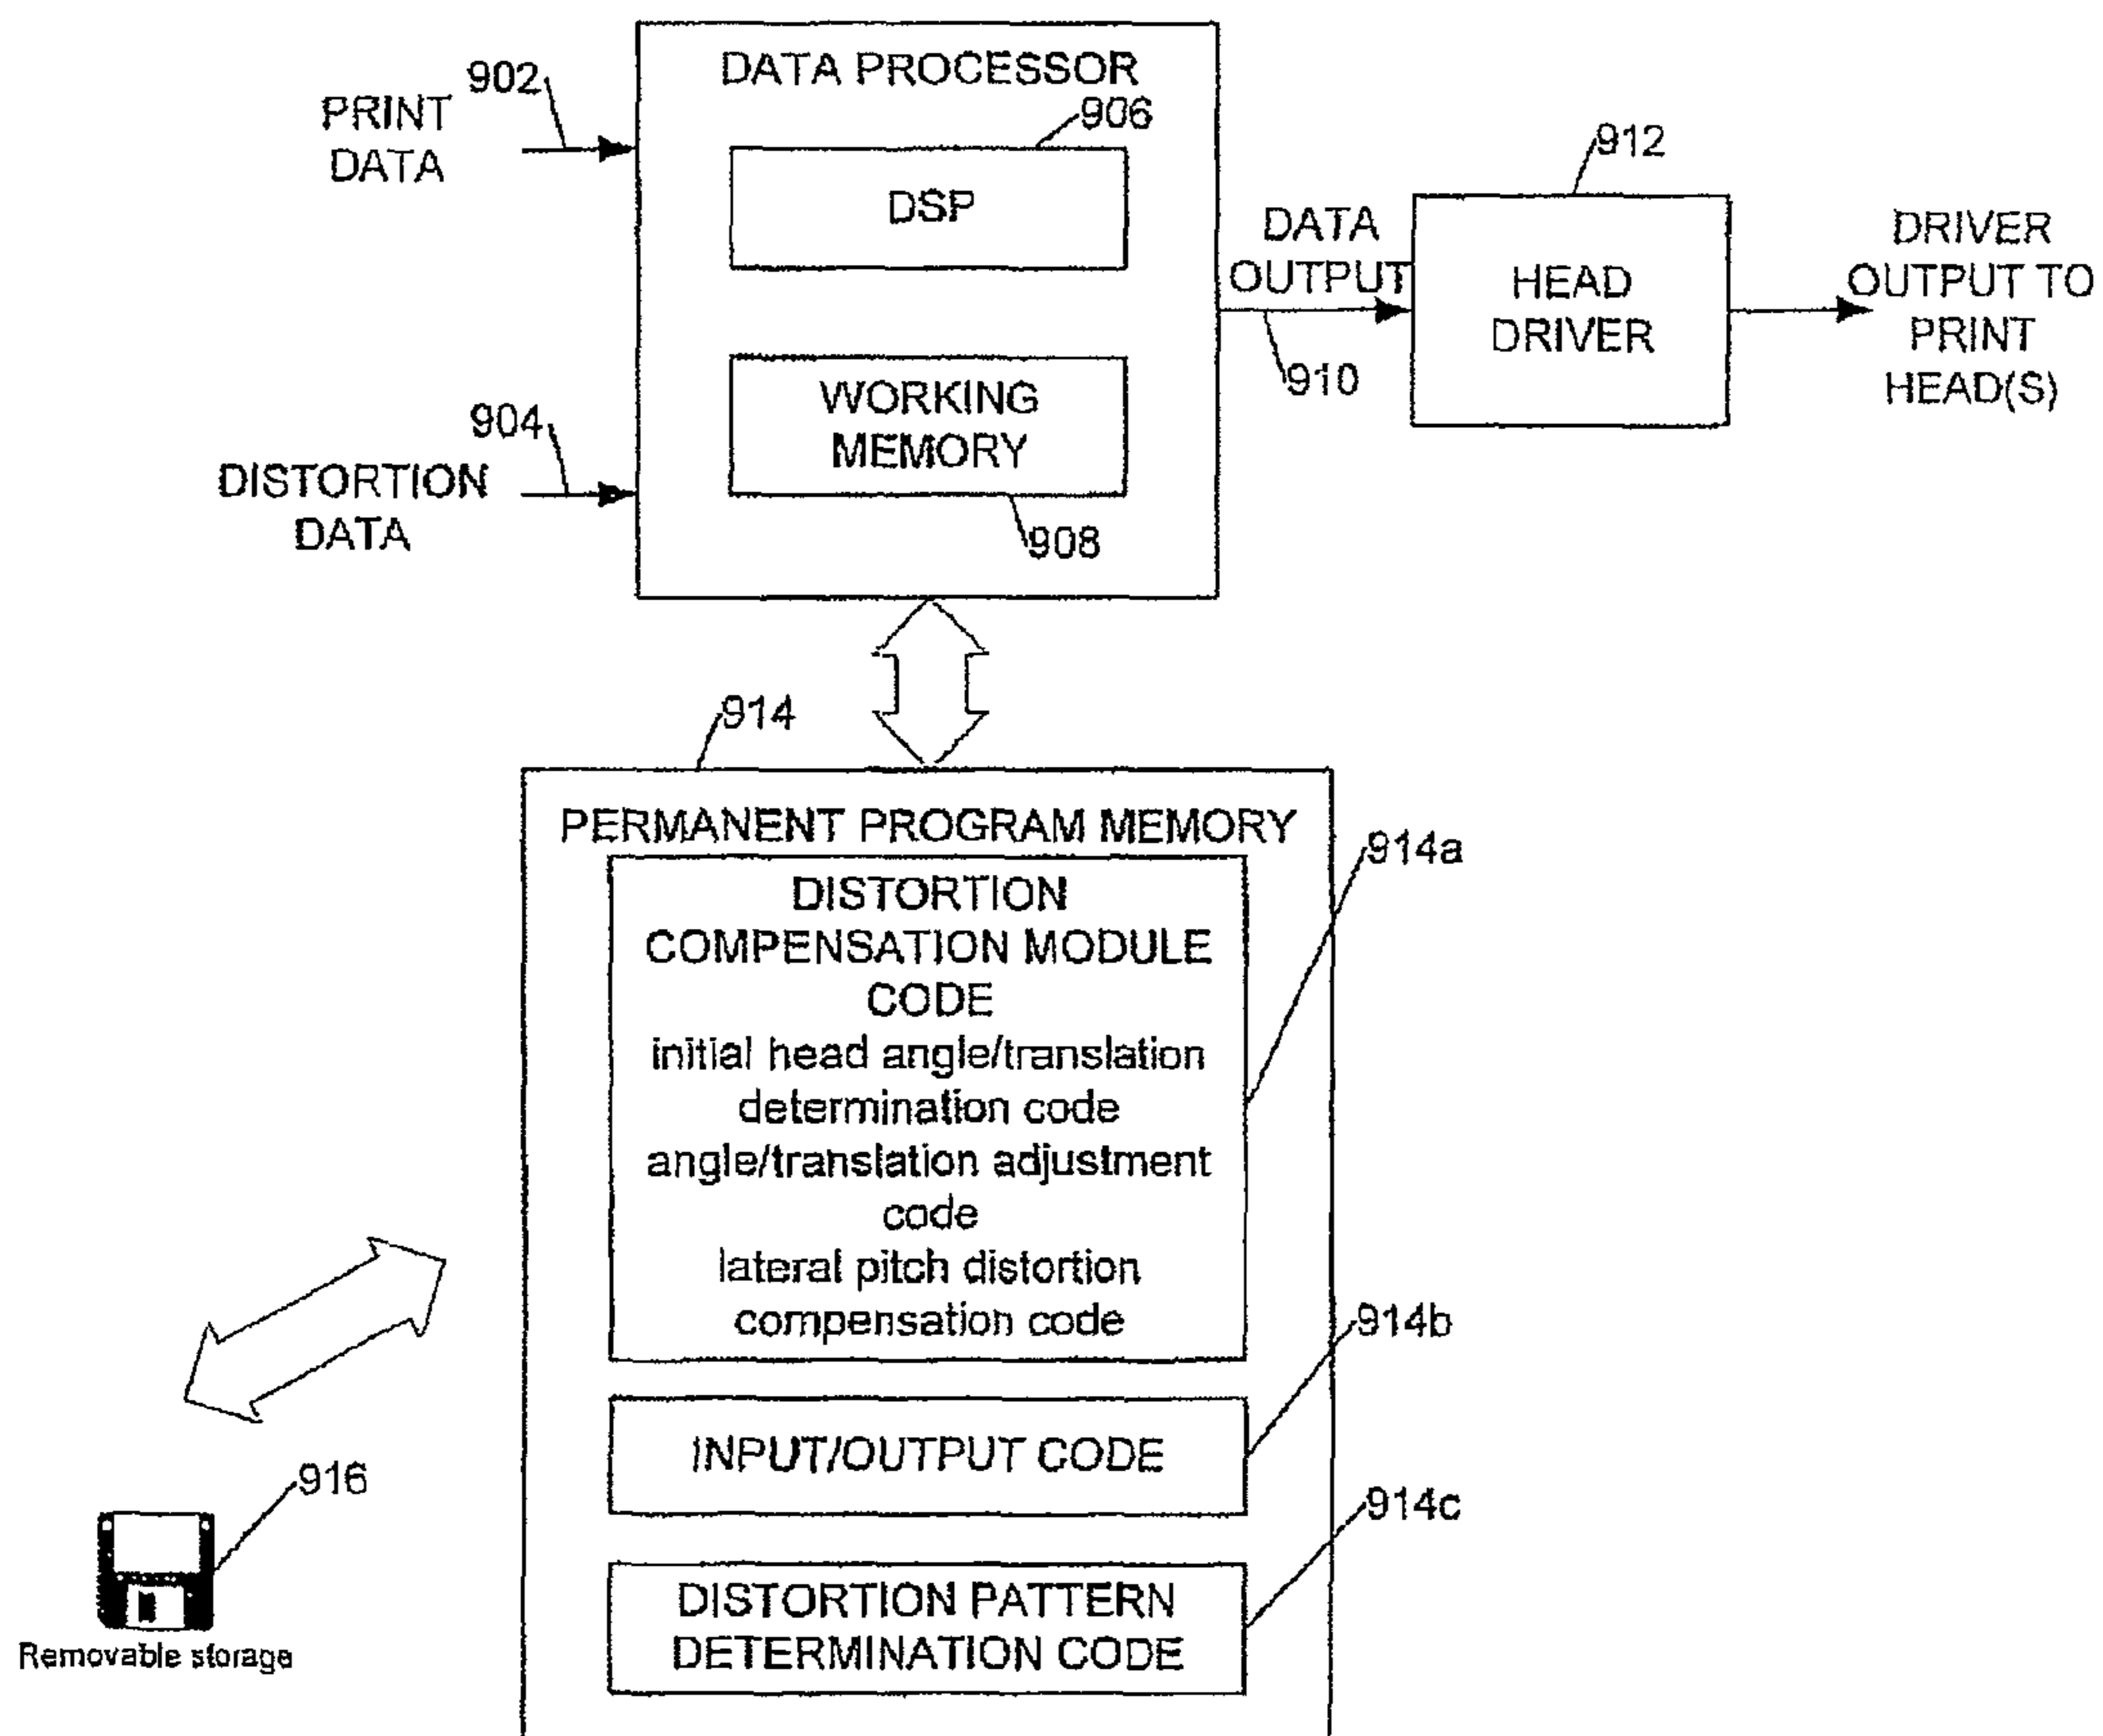 DATA PROCESSOR
902
PRINT
DATA
906
DSP
912
DATA
OUTPUT
910
HEAD
DRIVER
DRIVER
OUTPUT TO
PRINT
HEAD(S)
WORKING
MEMORY
908
904
DISTORTION
DATA
914
PERMANENT PROGRAM MEMORY
914a
DISTORTION
COMPENSATION MODULE
CODE
initial head angle/translation
determination code
angle/translation adjustment
code
lateral pitch distortion
compensation code
914b
INPUT/OUTPUT CODE
914c
DISTORTION PATTERN
DETERMINATION CODE
916
Removable storage